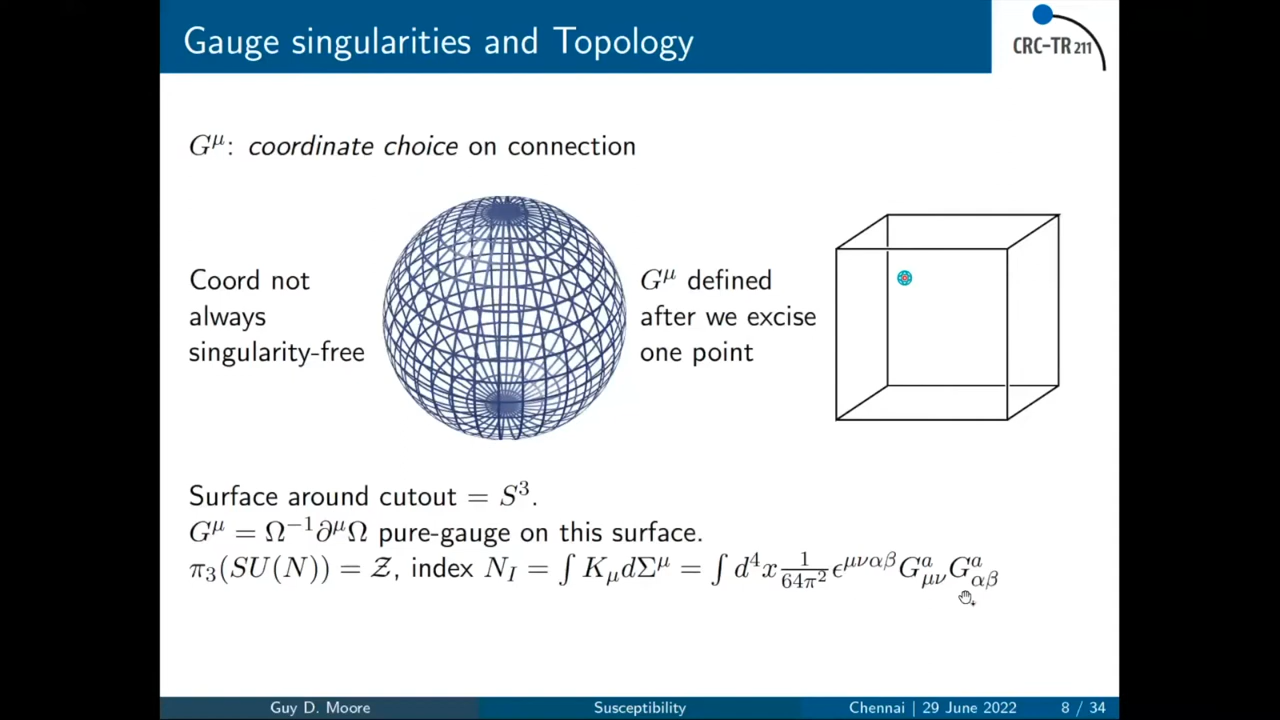 Gauge singularities and Topology
CRC-TR 211
G^μ: coordinate choice on connection
Coord not
always
singularity-free
G^μ defined
after we excise
one point
Surface around cutout = S^3.
G^μ = Ω^{-1}∂^μΩ pure-gauge on this surface.
π_3(SU(N)) = 𝒵, index N_I = ∫ K_μ dΣ^μ = ∫ d^4x \frac{1}{64π^2} ϵ^{μναβ} G^a_{μν} G^a_{αβ}
Guy D. Moore
Susceptibility
Chennai | 29 June 2022
8 / 34